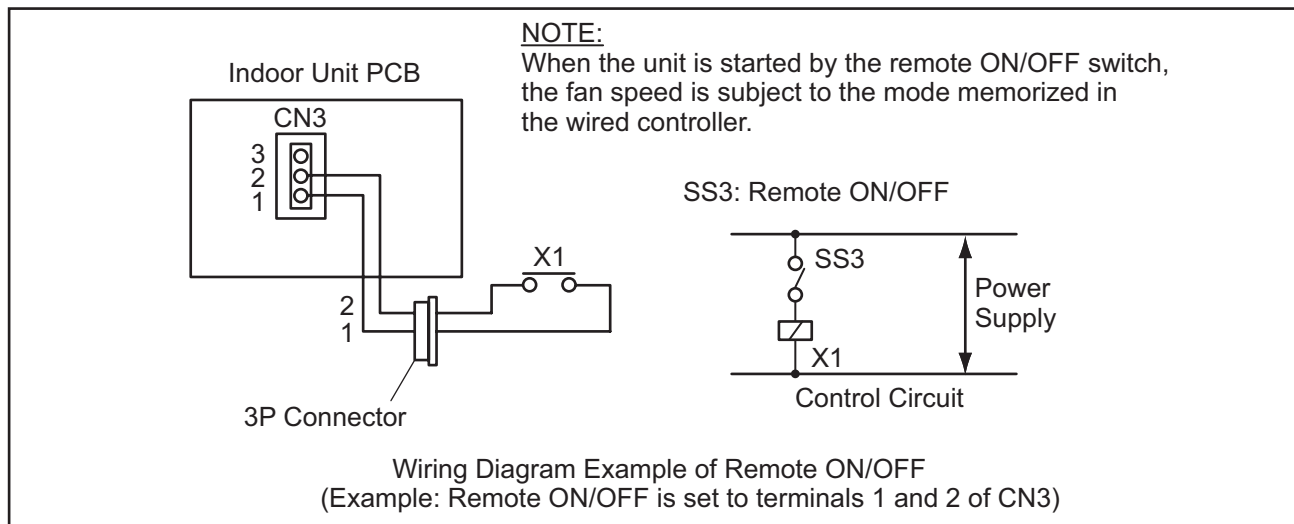 NOTE:
When the unit is started by the remote ON/OFF switch,
the fan speed is subject to the mode memorized in
the wired controller.
Indoor Unit PCB
CN3
3
2
1
X1
2
1
3P Connector
SS3: Remote ON/OFF
SS3
Power
Supply
X1
Control Circuit
Wiring Diagram Example of Remote ON/OFF
(Example: Remote ON/OFF is set to terminals 1 and 2 of CN3)